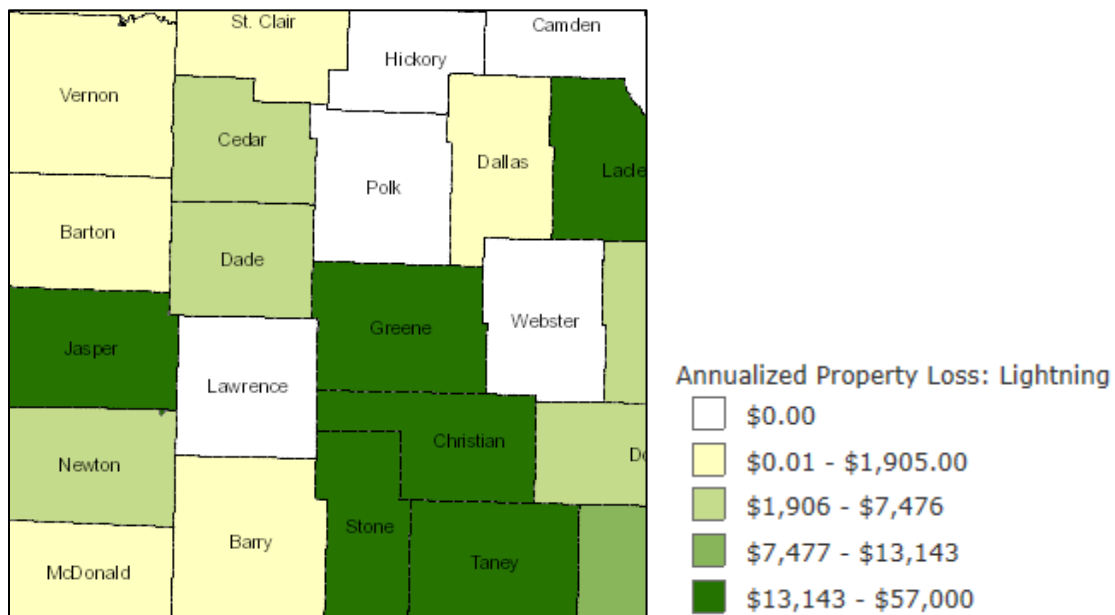 St. Clair
Camden
Hickory
Vernon
Cedar
Dallas
Lacle
Polk
Barton
Dade
Greene
Webster
Jasper
Lawrence
Christian
Newton
Do
Stone
Barry
Taney
McDonald
Annualized Property Loss: Lightning
$0.00
$0.01 - $1,905.00
$1,906 - $7,476
$7,477 - $13,143
$13,143 - $57,000